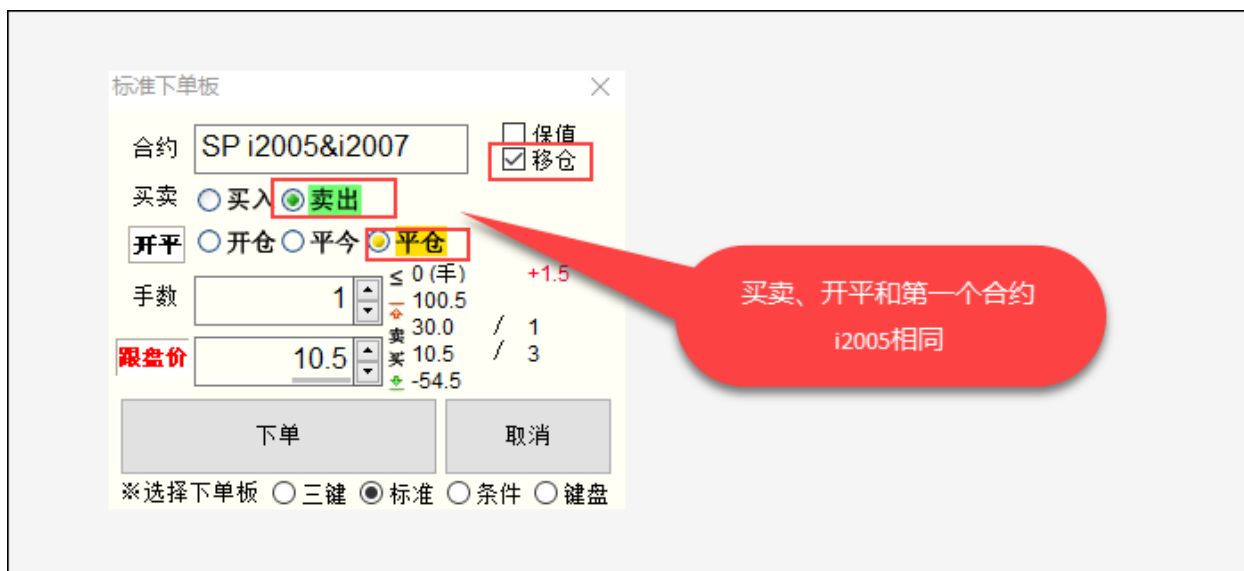 标准下单板
合约 SP i2005&i2007 保值
移仓
买卖 买入 卖出
开平 开仓 平今 平仓
手数 1 ≤ 0 (手) +1.5
100.5
卖 30.0 / 1
跟盘价 10.5 买 10.5 / 3
-54.5
下单 取消
※选择下单板 三键 标准 条件 键盘
买卖、开平和第一个合约
i2005相同